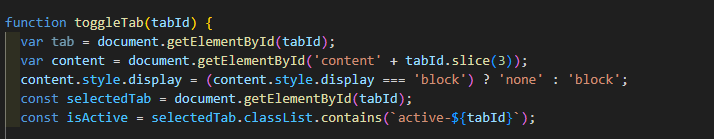 function toggleTab(tabId) {
var tab = document.getElementById(tabId);
var content = document.getElementById('content' + tabId.slice(3));
content.style.display = (content.style.display === 'block') ? 'none' : 'block';
const selectedTab = document.getElementById(tabId);
const isActive = selectedTab.classList.contains(`active-${tabId}`);